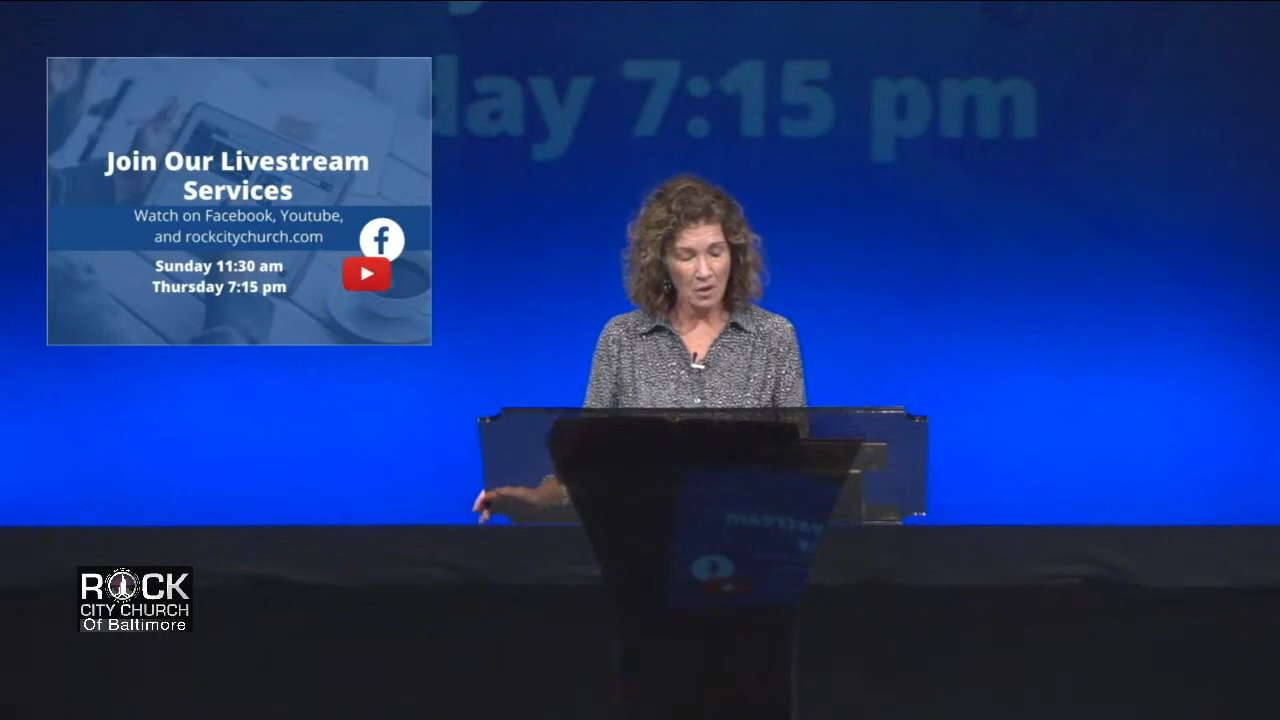 day 7:15 pm
Join Our Livestream
Services
Watch on Facebook, Youtube,
and rockcitychurch.com
Sunday 11:30 am
Thursday 7:15 pm
ROCK
CITY CHURCH
Of Baltimore